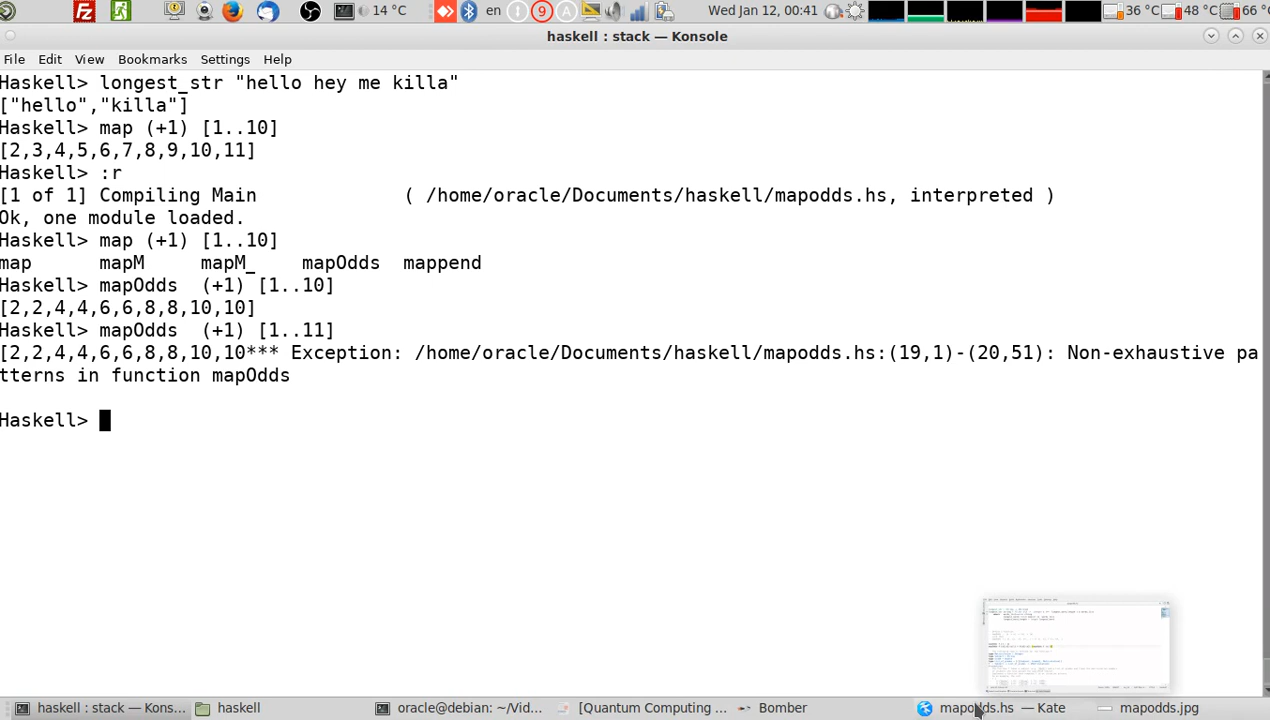 14 °C
en
9
A
Wed Jan 12, 00:41
36 °C
48 °C
66 °C
haskell : stack — Konsole
File Edit View Bookmarks Settings Help
Haskell> longest_str "hello hey me killa"
["hello","killa"]
Haskell> map (+1) [1..10]
[2,3,4,5,6,7,8,9,10,11]
Haskell> :r
[1 of 1] Compiling Main             ( /home/oracle/Documents/haskell/mapodds.hs, interpreted )
Ok, one module loaded.
Haskell> map (+1) [1..10]
map      mapM     mapM_    mapOdds  mappend
Haskell> mapOdds  (+1) [1..10]
[2,2,4,4,6,6,8,8,10,10]
Haskell> mapOdds  (+1) [1..11]
[2,2,4,4,6,6,8,8,10,10*** Exception: /home/oracle/Documents/haskell/mapodds.hs:(19,1)-(20,51): Non-exhaustive pa
tterns in function mapOdds
Haskell>
haskell : stack — Kons...
haskell
oracle@debian: ~/Vid...
[Quantum Computing ...
Bomber
mapodds.hs — Kate
mapodds.jpg